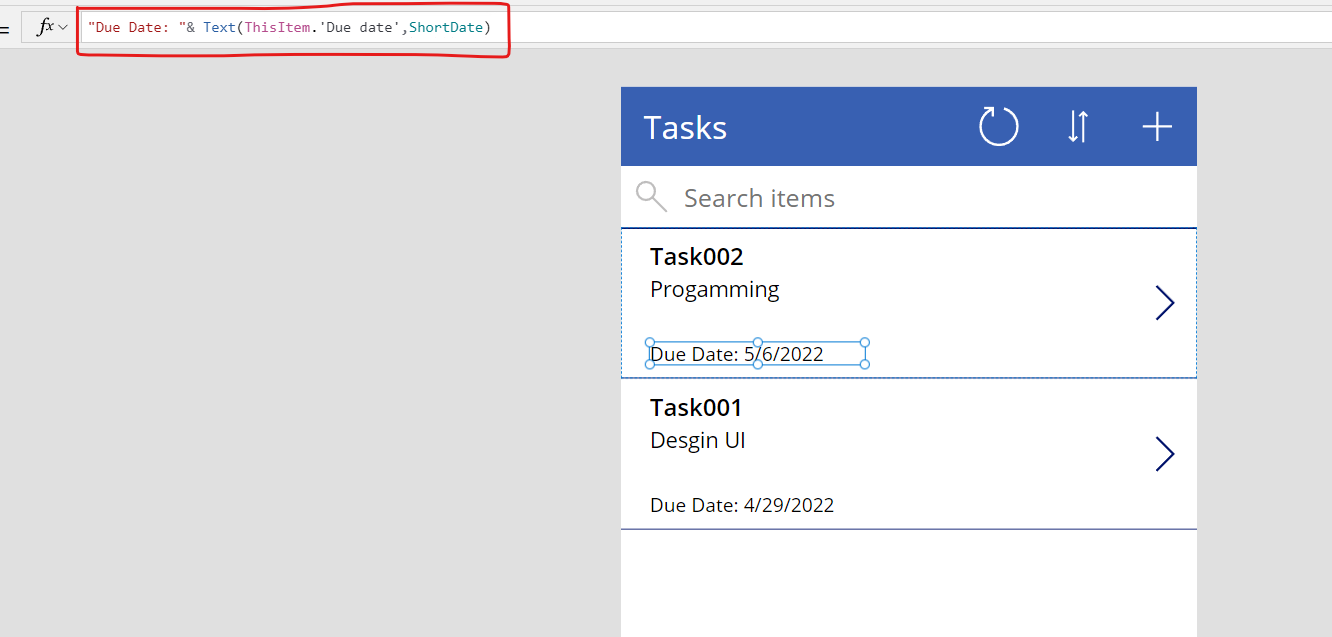 = fx "Due Date: "& Text(ThisItem.'Due date',ShortDate)
Tasks
Search items
Task002
Progamming
Due Date: 5/6/2022
Task001
Desgin UI
Due Date: 4/29/2022